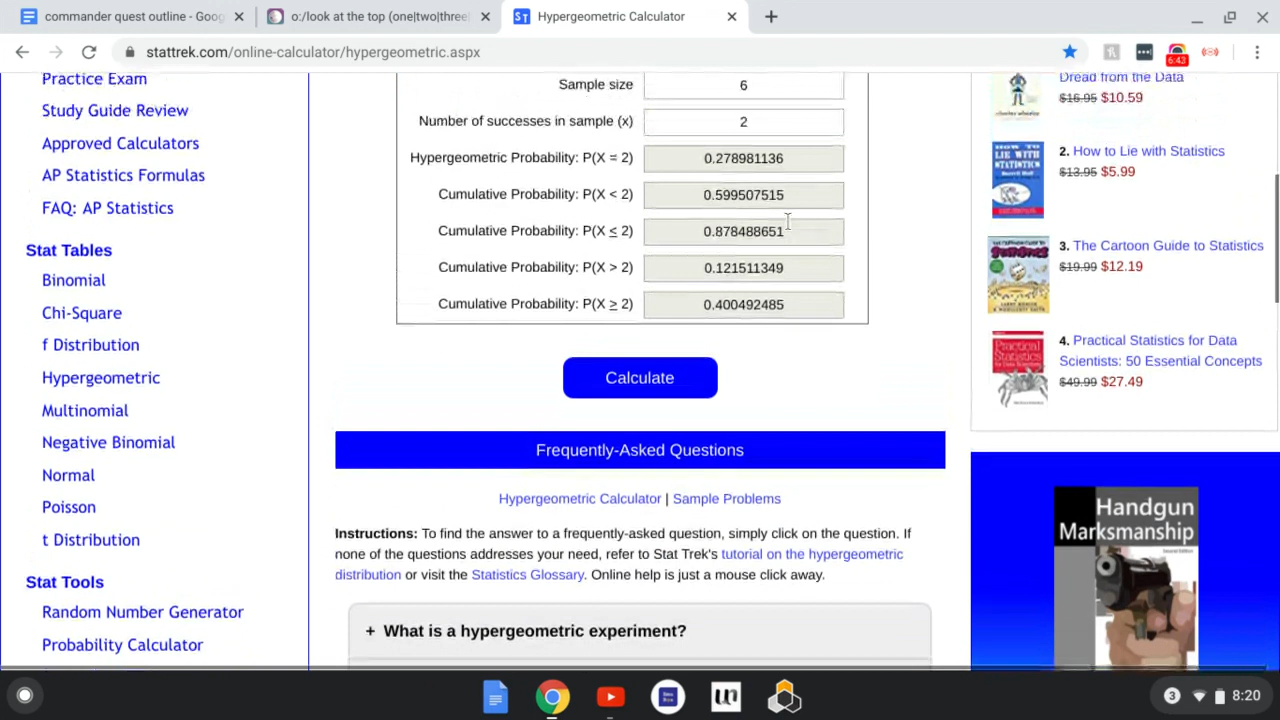 commander quest outline - Goog
o:/look at the top (one|two|three
Hypergeometric Calculator
stattrek.com/online-calculator/hypergeometric.aspx
6:43
Practice Exam
Study Guide Review
Approved Calculators
AP Statistics Formulas
FAQ: AP Statistics
Stat Tables
Binomial
Chi-Square
f Distribution
Hypergeometric
Multinomial
Negative Binomial
Normal
Poisson
t Distribution
Stat Tools
Random Number Generator
Probability Calculator
Sample size 6
Number of successes in sample (x) 2
Hypergeometric Probability: P(X = 2) 0.278981136
Cumulative Probability: P(X < 2) 0.599507515
Cumulative Probability: P(X ≤ 2) 0.878488651
Cumulative Probability: P(X > 2) 0.121511349
Cumulative Probability: P(X ≥ 2) 0.400492485
Calculate
Frequently-Asked Questions
Hypergeometric Calculator | Sample Problems
Instructions: To find the answer to a frequently-asked question, simply click on the question. If
none of the questions addresses your need, refer to Stat Trek's tutorial on the hypergeometric
distribution or visit the Statistics Glossary. Online help is just a mouse click away.
+ What is a hypergeometric experiment?
Dread from the Data
$16.95 $10.59
2. How to Lie with Statistics
$13.95 $5.99
3. The Cartoon Guide to Statistics
$19.99 $12.19
4. Practical Statistics for Data
Scientists: 50 Essential Concepts
$49.99 $27.49
Handgun
Marksmanship
3
8:20